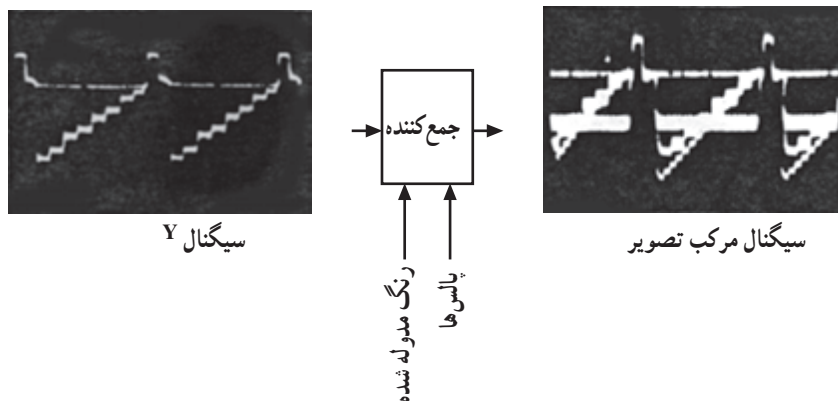 جمع‌کننده
سیگنال Y
سیگنال مرکب تصویر
رنگ مدوله شده
پالس‌ها